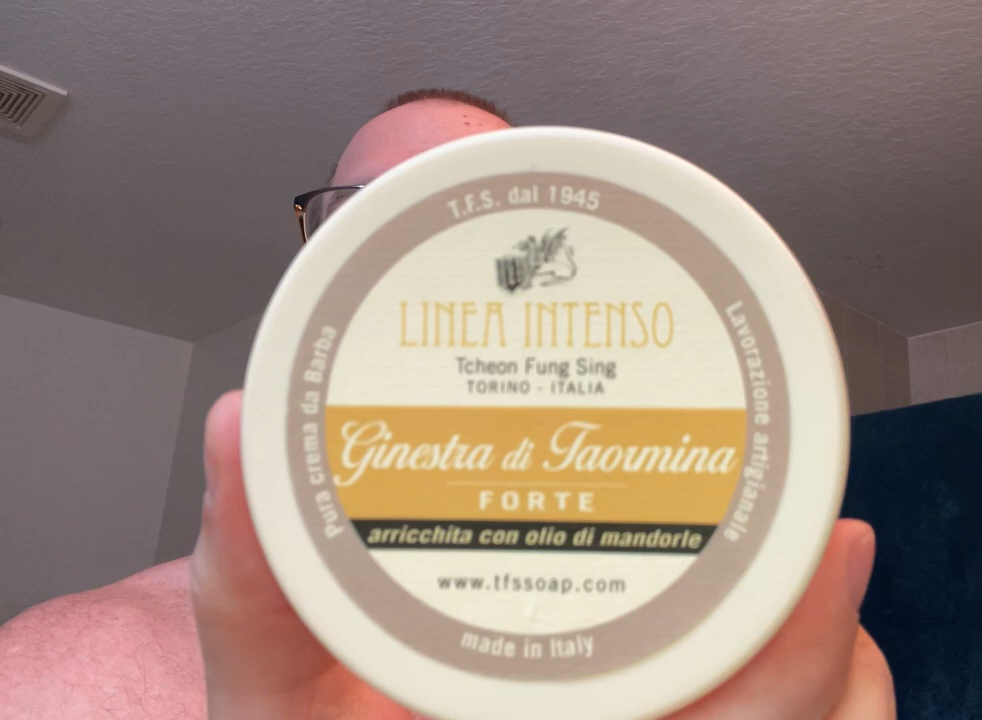 T.F.S. dal 1945
LINEA INTENSO
Tcheon Fung Sing
TORINO - ITALIA
Pura crema da Barba
Lavorazione artigianale
Ginestra di Taormina
FORTE
arricchita con olio di mandorle
www.tfssoap.com
made in Italy